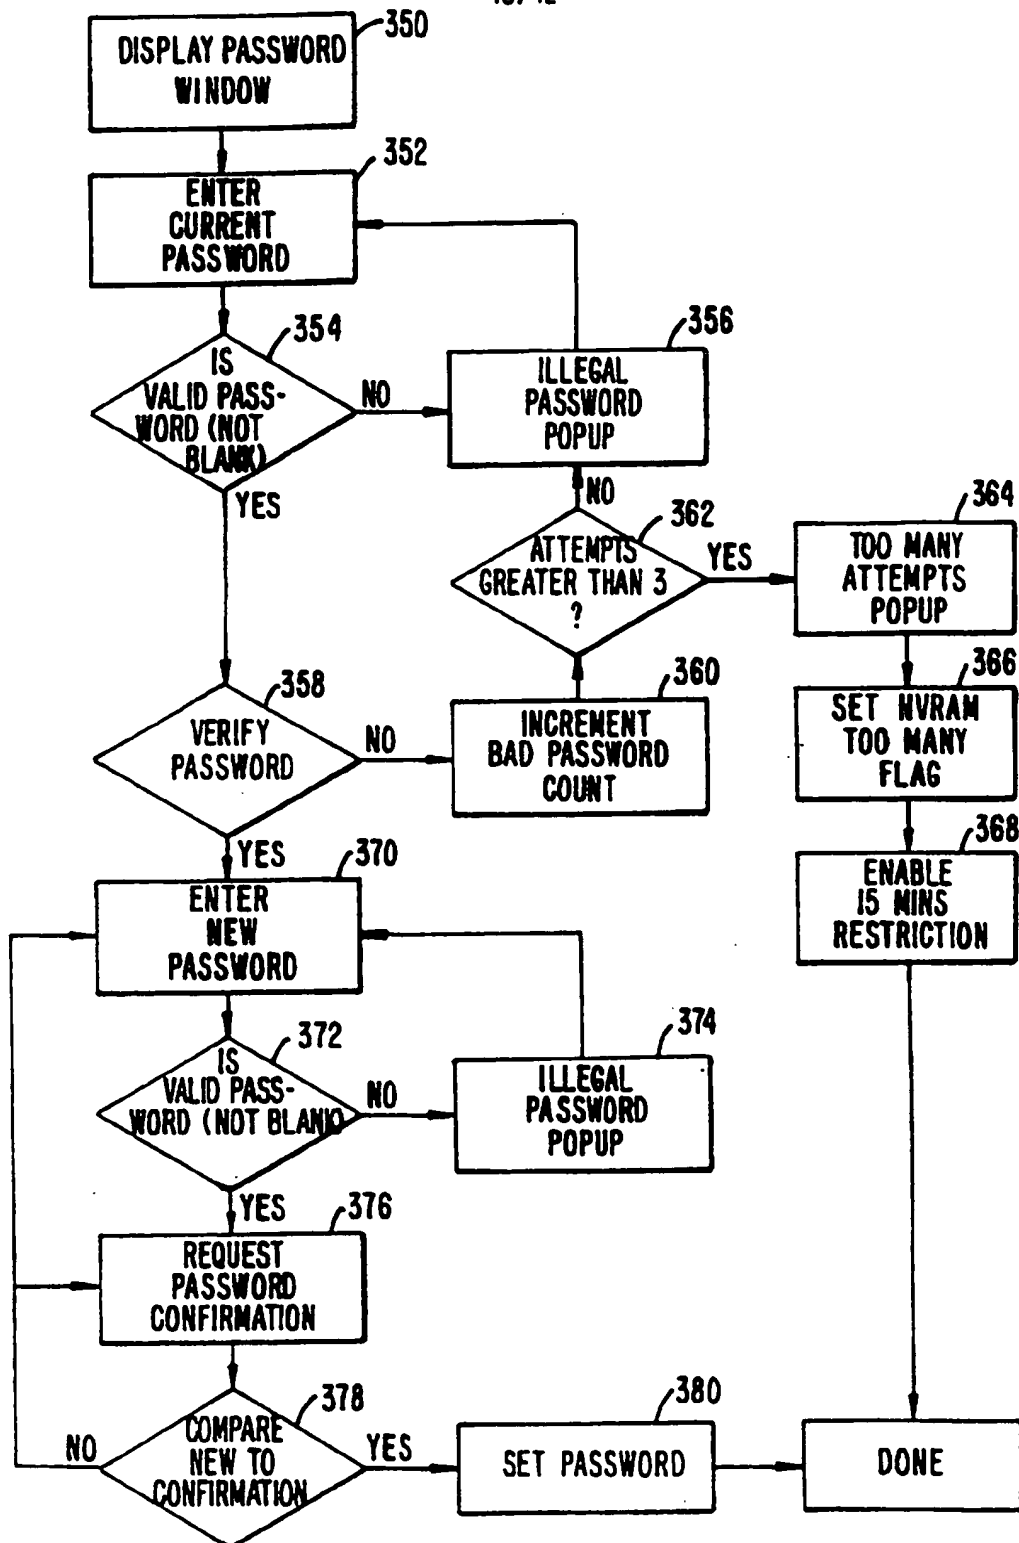 350
DISPLAY PASSWORD
WINDOW
352
ENTER
CURRENT
PASSWORD
354
IS
VALID PASS-
WORD (NOT
BLANK)
NO
YES
356
ILLEGAL
PASSWORD
POPUP
NO
362
ATTEMPTS
GREATER THAN 3
?
YES
364
TOO MANY
ATTEMPTS
POPUP
358
VERIFY
PASSWORD
NO
YES
360
INCREMENT
BAD PASSWORD
COUNT
366
SET NVRAM
TOO MANY
FLAG
368
ENABLE
15 MINS
RESTRICTION
370
ENTER
NEW
PASSWORD
372
IS
VALID PASS-
WORD (NOT BLANK)
NO
YES
374
ILLEGAL
PASSWORD
POPUP
376
REQUEST
PASSWORD
CONFIRMATION
378
COMPARE
NEW TO
CONFIRMATION
NO
YES
380
SET PASSWORD
DONE